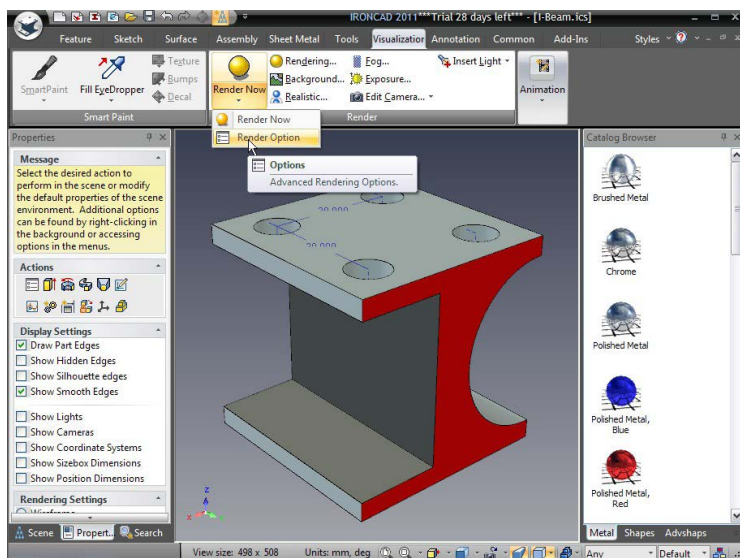 IRONCAD 2011***Trial 28 days left*** - [I-Beam.ics]
Feature Sketch Surface Assembly Sheet Metal Tools Visualization Annotation Common Add-Ins Styles
SmartPaint
Fill EyeDropper
Texture
Bumps
Decal
Smart Paint
Render Now
Rendering...
Background...
Realistic...
Fog...
Exposure...
Edit Camera...
Insert Light
Render
Animation
Render Now
Render Option
Options
Advanced Rendering Options.
Properties
Message
Select the desired action to
perform in the scene or modify
the default properties of the scene
environment. Additional options
can be found by right-clicking in
the background or accessing
options in the menus.
Actions
Display Settings
Draw Part Edges
Show Hidden Edges
Show Silhouette edges
Show Smooth Edges
Show Lights
Show Cameras
Show Coordinate Systems
Show Sizebox Dimensions
Show Position Dimensions
Rendering Settings
Wireframe
Scene Propert.. Search
20.000
20.000
Z
X
Catalog Browser
Brushed Metal
Chrome
Polished Metal
Polished Metal,
Blue
Polished Metal,
Red
Metal Shapes Advshaps
View size: 498 x 508 Units: mm, deg Any Default